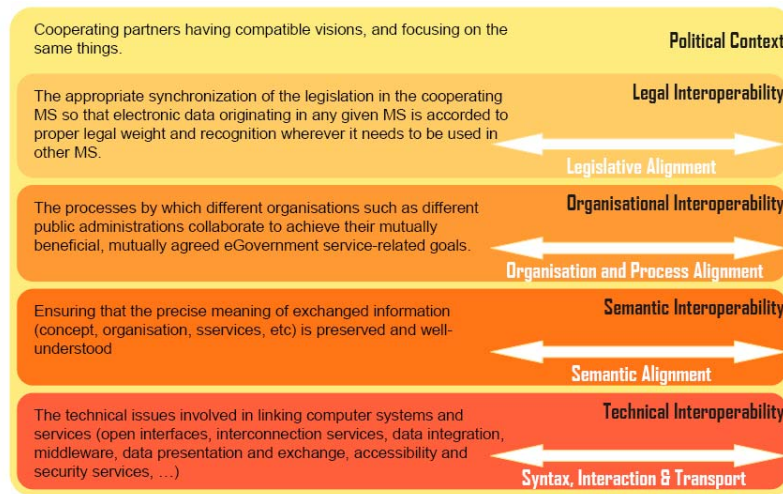 Cooperating partners having compatible visions, and focusing on the
same things.
Political Context
The appropriate synchronization of the legislation in the cooperating
MS so that electronic data originating in any given MS is accorded to
proper legal weight and recognition wherever it needs to be used in
other MS.
Legal Interoperability
Legislative Alignment
The processes by which different organisations such as different
public administrations collaborate to achieve their mutually
beneficial, mutually agreed eGovernment service-related goals.
Organisational Interoperability
Organisation and Process Alignment
Ensuring that the precise meaning of exchanged information
(concept, organisation, sservices, etc) is preserved and well-
understood
Semantic Interoperability
Semantic Alignment
The technical issues involved in linking computer systems and
services (open interfaces, interconnection services, data integration,
middleware, data presentation and exchange, accessibility and
security services, …)
Technical Interoperability
Syntax, Interaction & Transport